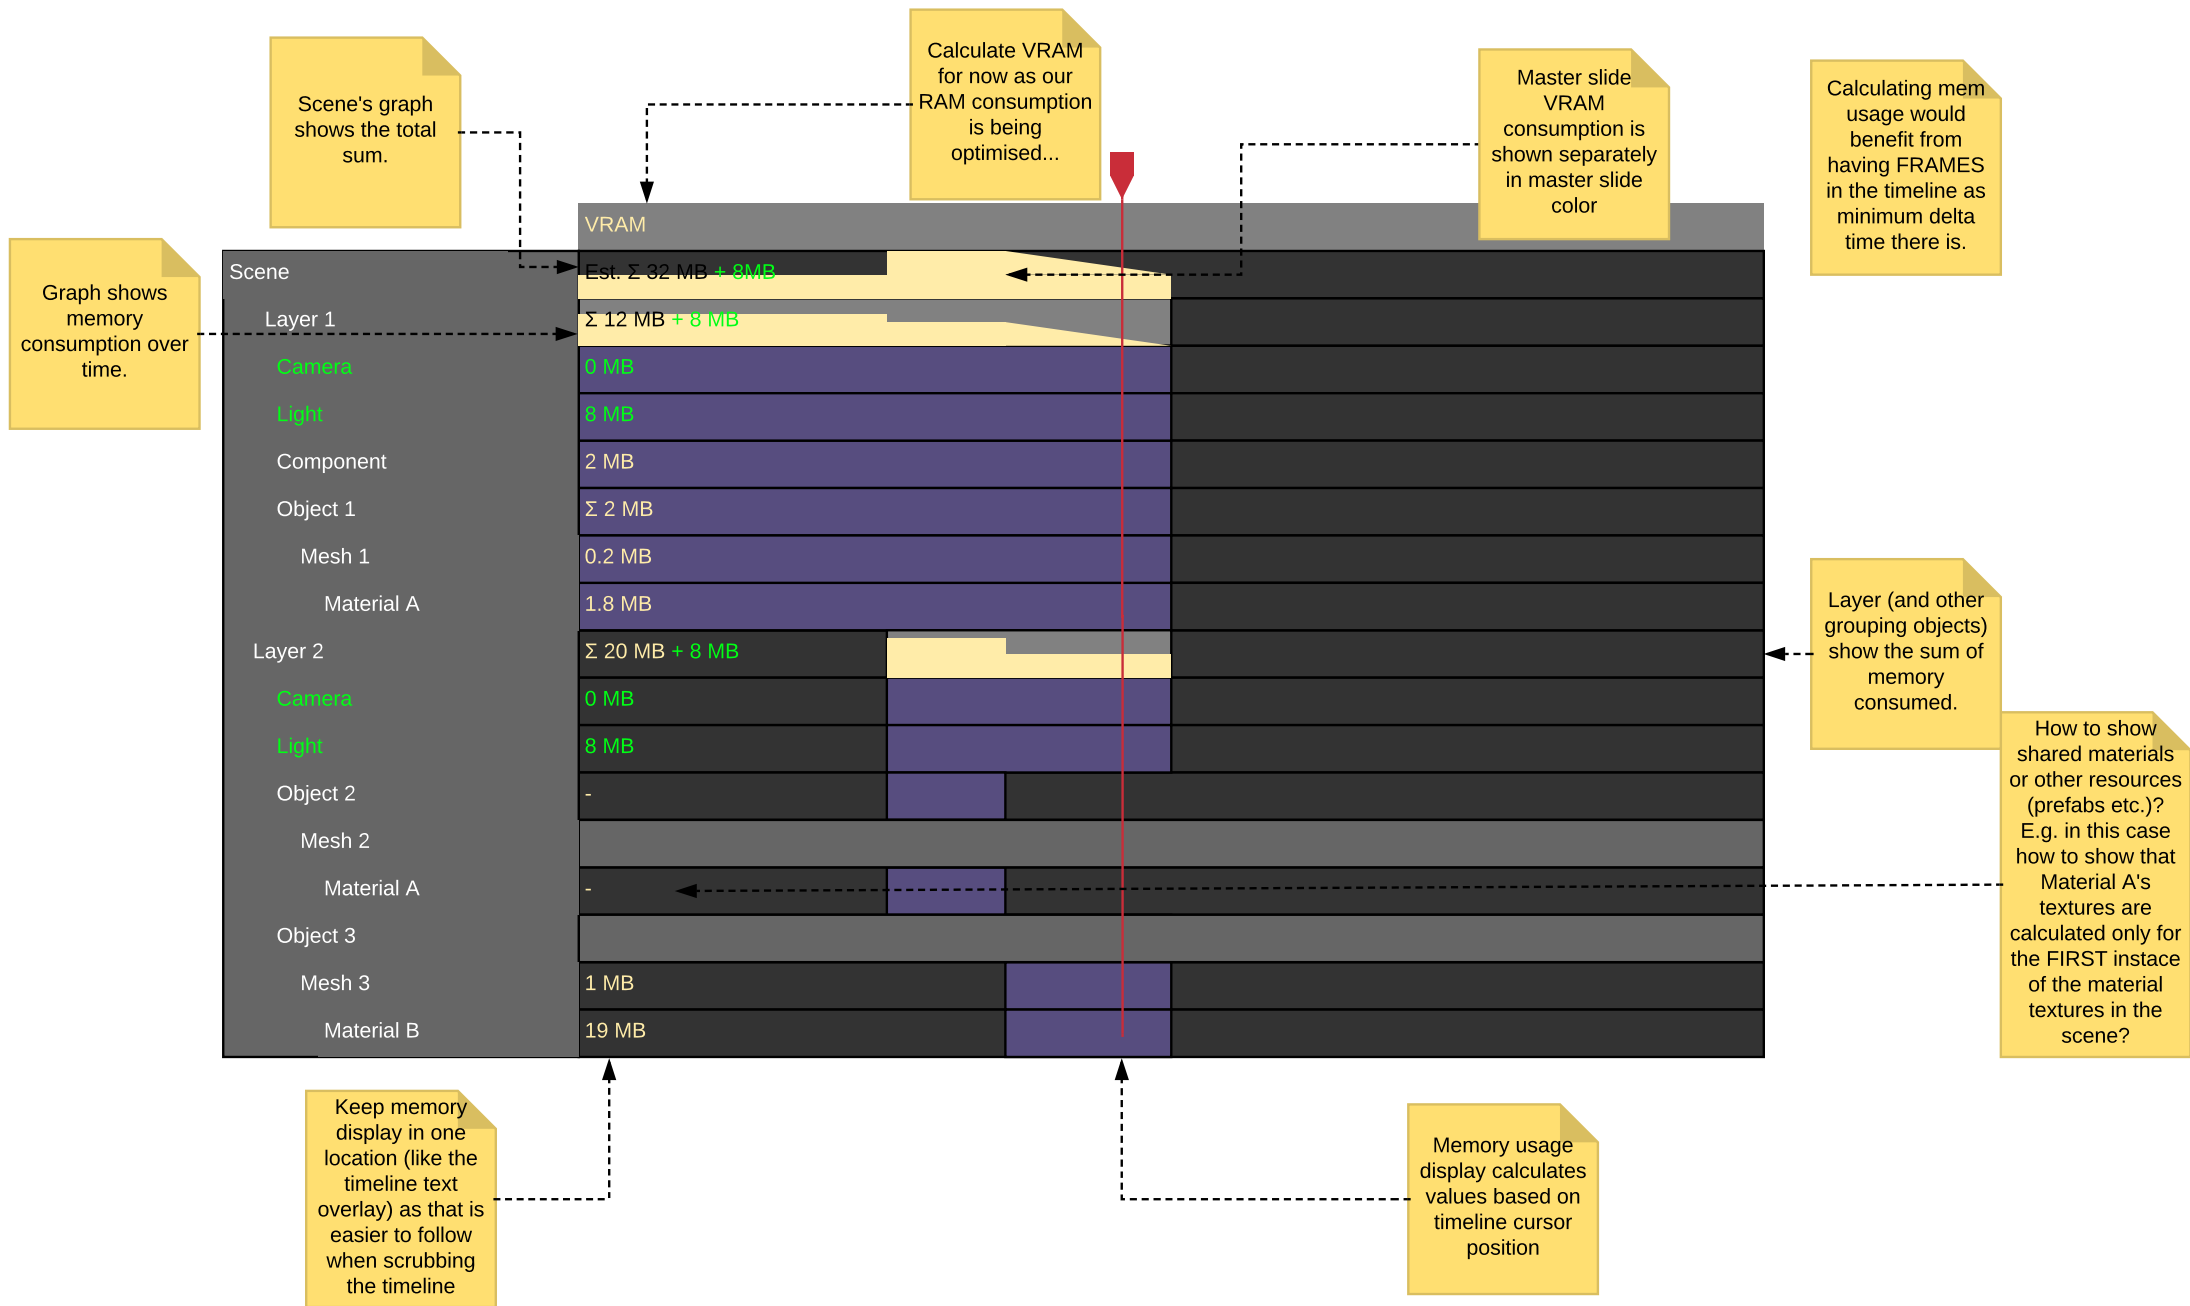 Scene's graph
shows the total
sum.
Calculate VRAM
for now as our
RAM consumption
is being
optimised...
Master slide
VRAM
consumption is
shown separately
in master slide
color
Calculating mem
usage would
benefit from
having FRAMES
in the timeline as
minimum delta
time there is.
Graph shows
memory
consumption over
time.
VRAM
Scene
Est. Σ 32 MB + 8MB
Layer 1
Σ 12 MB + 8 MB
Camera
0 MB
Light
8 MB
Component
2 MB
Object 1
Σ 2 MB
Mesh 1
0.2 MB
Material A
1.8 MB
Layer 2
Σ 20 MB + 8 MB
Camera
0 MB
Light
8 MB
Object 2
-
Mesh 2
Material A
-
Object 3
Mesh 3
1 MB
Material B
19 MB
Layer (and other
grouping objects)
show the sum of
memory
consumed.
How to show
shared materials
or other resources
(prefabs etc.)?
E.g. in this case
how to show that
Material A's
textures are
calculated only for
the FIRST instace
of the material
textures in the
scene?
Keep memory
display in one
location (like the
timeline text
overlay) as that is
easier to follow
when scrubbing
the timeline
Memory usage
display calculates
values based on
timeline cursor
position